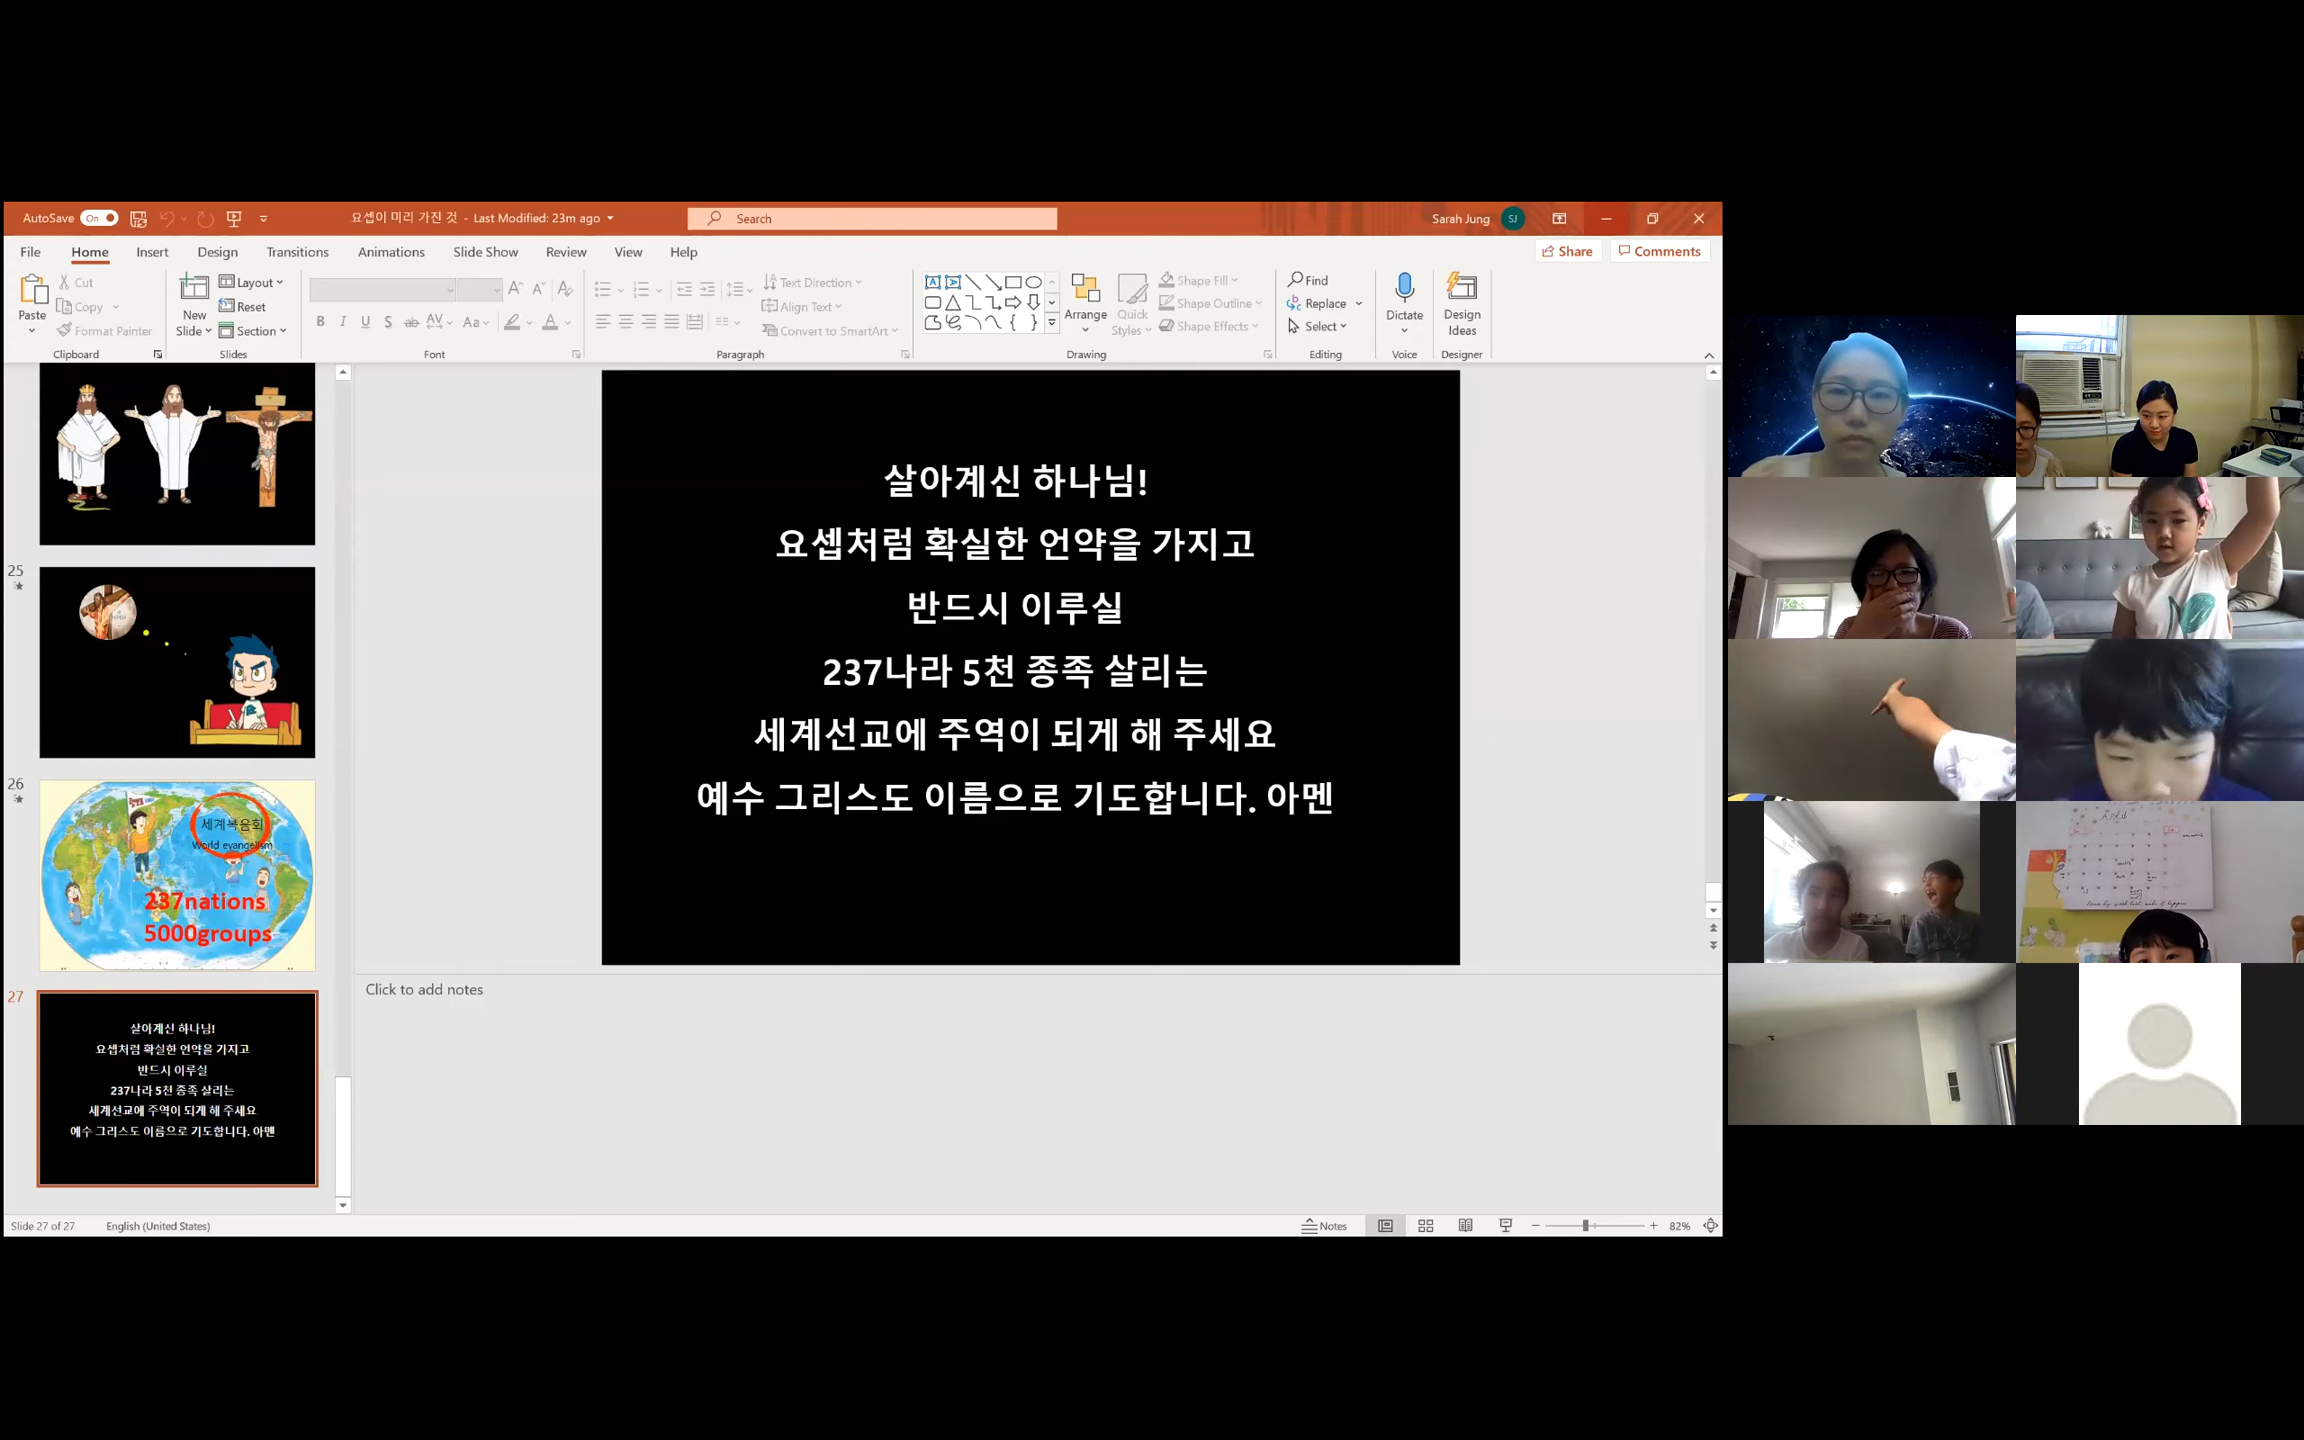 AutoSave On 요셉이 미리 가진 것 - Last Modified: 23m ago Search Sarah Jung SJ
File Home Insert Design Transitions Animations Slide Show Review View Help Share Comments
Paste
Cut
Copy
Format Painter
Clipboard
New
Slide
Layout
Reset
Section
Slides
B I U S ab AV Aa A
Font
Text Direction
Align Text
Convert to SmartArt
Paragraph
Arrange
Quick
Styles
Shape Fill
Shape Outline
Shape Effects
Drawing
Find
Replace
Select
Editing
Dictate
Voice
Design
Ideas
Designer
25
26
세계복음회
World evangelism
237nations
5000groups
27
살아계신 하나님!
요셉처럼 확실한 언약을 가지고
반드시 이루실
237나라 5천 종족 살리는
세계선교에 주역이 되게 해 주세요
예수 그리스도 이름으로 기도합니다. 아멘
살아계신 하나님!
요셉처럼 확실한 언약을 가지고
반드시 이루실
237나라 5천 종족 살리는
세계선교에 주역이 되게 해 주세요
예수 그리스도 이름으로 기도합니다. 아멘
Click to add notes
Slide 27 of 27 English (United States) Notes 82%